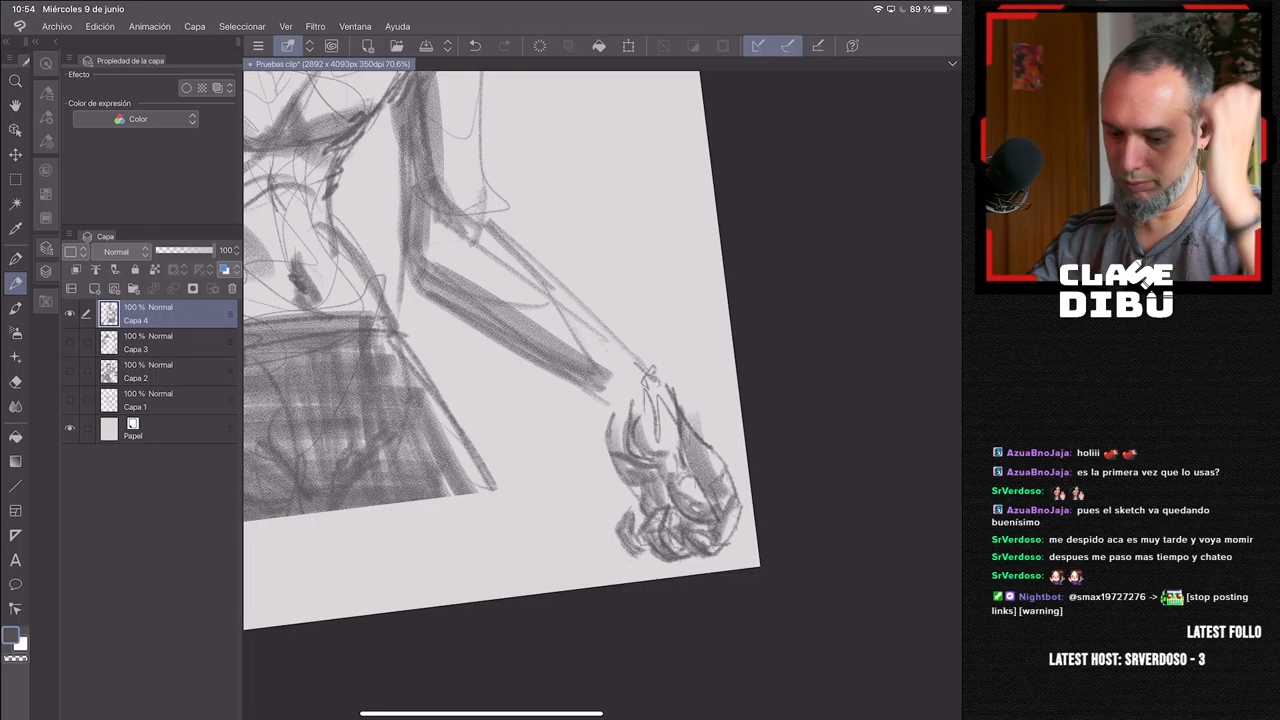 10:54 Miércoles 9 de junio
89 %
Archivo Edición Animación Capa Seleccionar Ver Filtro Ventana Ayuda
Propiedad de la capa
Pruebas clip* (2892 x 4093px 350dpi 70.6%)
Efecto
Color de expresión
Color
Capa
Normal 100
100 % Normal
Capa 4
100 % Normal
Capa 3
100 % Normal
Capa 2
100 % Normal
Capa 1
Papel
CLASE
DIBU
AzuaBnoJaja: holiii
AzuaBnoJaja: es la primera vez que lo usas?
SrVerdoso:
AzuaBnoJaja: pues el sketch va quedando
buenísimo
SrVerdoso: me despido aca es muy tarde y voya momir
SrVerdoso: despues me paso mas tiempo y chateo
SrVerdoso:
Nightbot: @smax19727276 -> [stop posting
links] [warning]
LATEST FOLLO
LATEST HOST: SRVERDOSO - 3